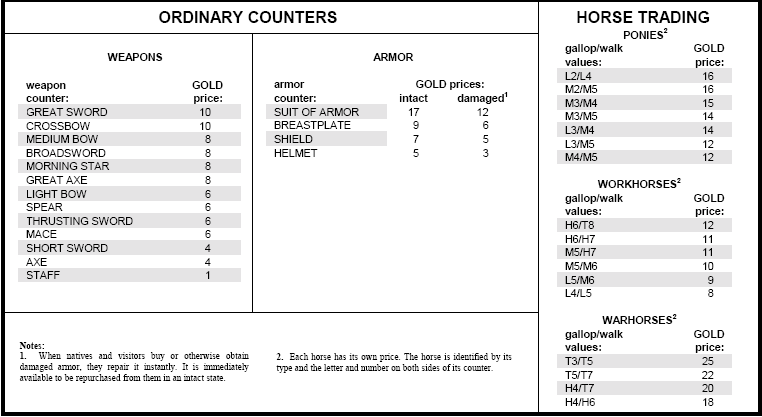 ORDINARY COUNTERS
WEAPONS
weapon GOLD
counter: price:
GREAT SWORD 10
CROSSBOW 10
MEDIUM BOW 8
BROADSWORD 8
MORNING STAR 8
GREAT AXE 8
LIGHT BOW 6
SPEAR 6
THRUSTING SWORD 6
MACE 6
SHORT SWORD 4
AXE 4
STAFF 1
ARMOR
armor GOLD prices:
counter: intact damaged¹
SUIT OF ARMOR 17 12
BREASTPLATE 9 6
SHIELD 7 5
HELMET 5 3
Notes:
1. When natives and visitors buy or otherwise obtain
damaged armor, they repair it instantly. It is immediately
available to be repurchased from them in an intact state.
2. Each horse has its own price. The horse is identified by its
type and the letter and number on both sides of its counter.
HORSE TRADING
PONIES²
gallop/walk GOLD
values: price:
L2/L4 16
M2/M5 16
M3/M4 15
M3/M5 14
L3/M4 14
L3/M5 12
M4/M5 12
WORKHORSES²
gallop/walk GOLD
values: price:
H6/T8 12
H6/H7 11
M5/H7 11
M5/M6 10
L5/M6 9
L4/L5 8
WARHORSES²
gallop/walk GOLD
values: price:
T3/T5 25
T5/T7 22
H4/T7 20
H4/H6 18